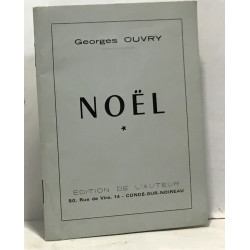 Georges OUVRY
NOËL
*
EDITION DE L'AUTEUR
50, Rue de Vire, 14 - CONDÉ-SUR-NOIREAU